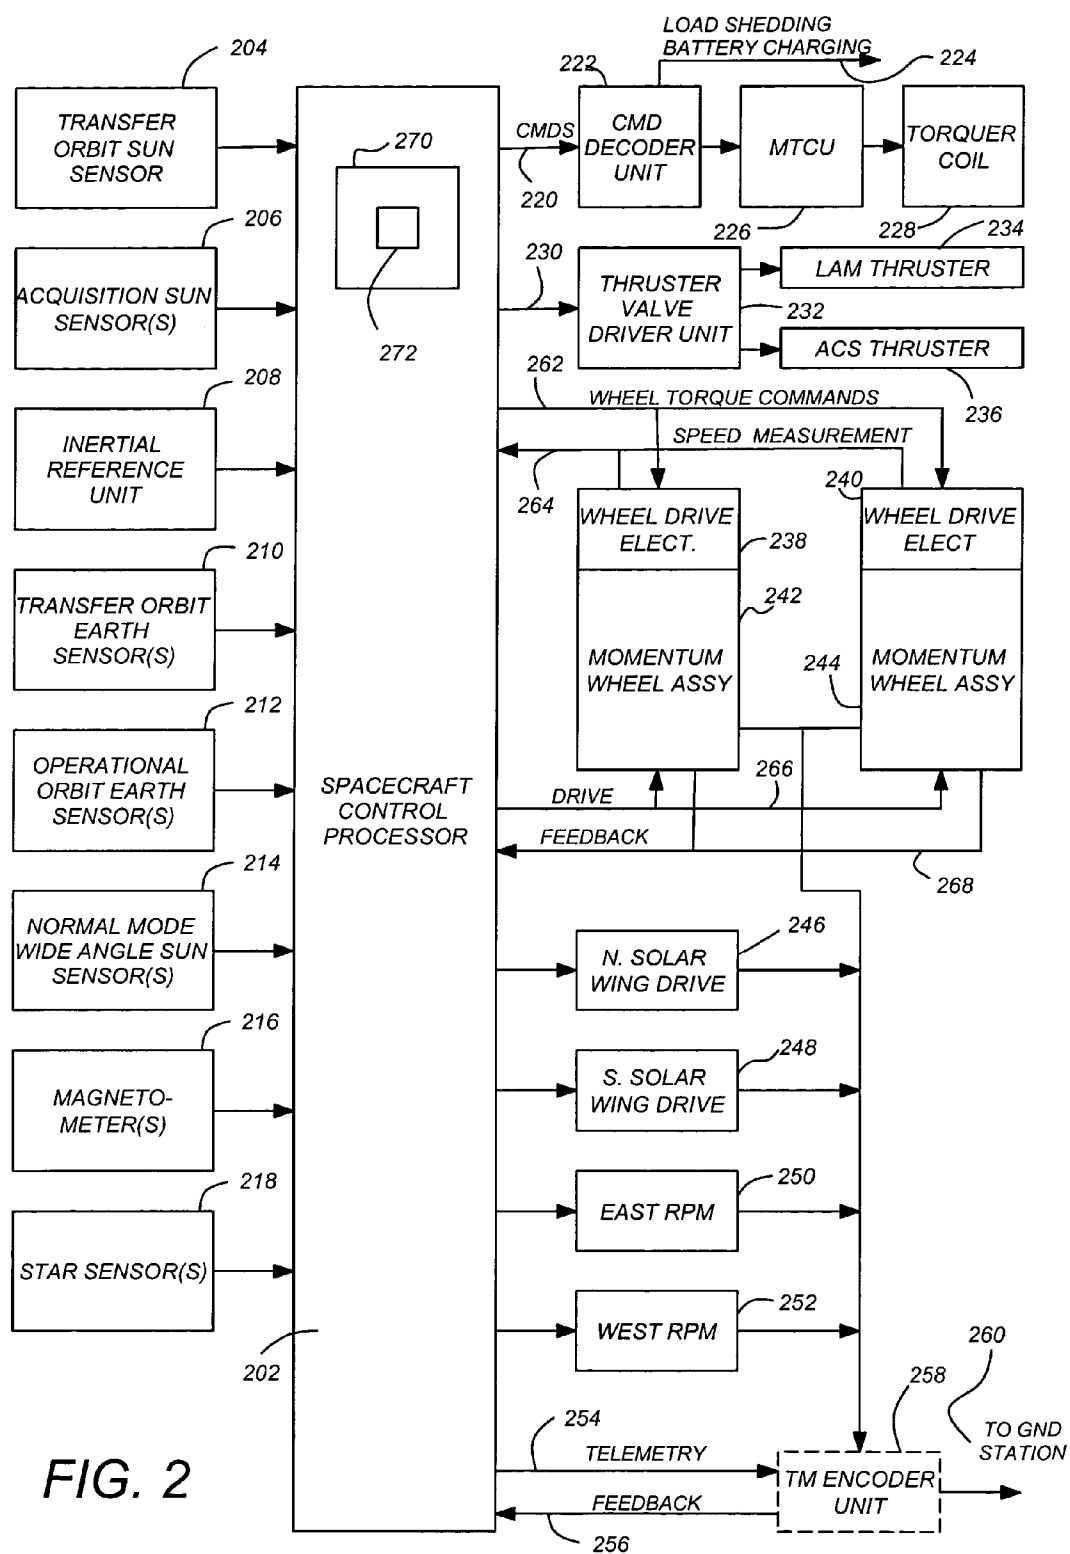 LOAD SHEDDING
BATTERY CHARGING
204
222
224
TRANSFER
ORBIT SUN
SENSOR
270
CMDS
220
CMD
DECODER
UNIT
MTCU
226
TORQUER
COIL
228
234
206
ACQUISITION SUN
SENSOR(S)
272
230
THRUSTER
VALVE
DRIVER UNIT
232
LAM THRUSTER
ACS THRUSTER
236
208
INERTIAL
REFERENCE
UNIT
262
WHEEL TORQUE COMMANDS
SPEED MEASUREMENT
264
240
WHEEL DRIVE
ELECT.
238
WHEEL DRIVE
ELECT
210
TRANSFER ORBIT
EARTH
SENSOR(S)
242
MOMENTUM
WHEEL ASSY
244
MOMENTUM
WHEEL ASSY
212
OPERATIONAL
ORBIT EARTH
SENSOR(S)
SPACECRAFT
CONTROL
PROCESSOR
DRIVE
266
FEEDBACK
268
214
NORMAL MODE
WIDE ANGLE SUN
SENSOR(S)
246
N. SOLAR
WING DRIVE
216
MAGNETO-
METER(S)
248
S. SOLAR
WING DRIVE
218
STAR SENSOR(S)
250
EAST RPM
252
WEST RPM
202
260
258
254
TELEMETRY
TO GND
STATION
TM ENCODER
UNIT
FEEDBACK
256
FIG. 2